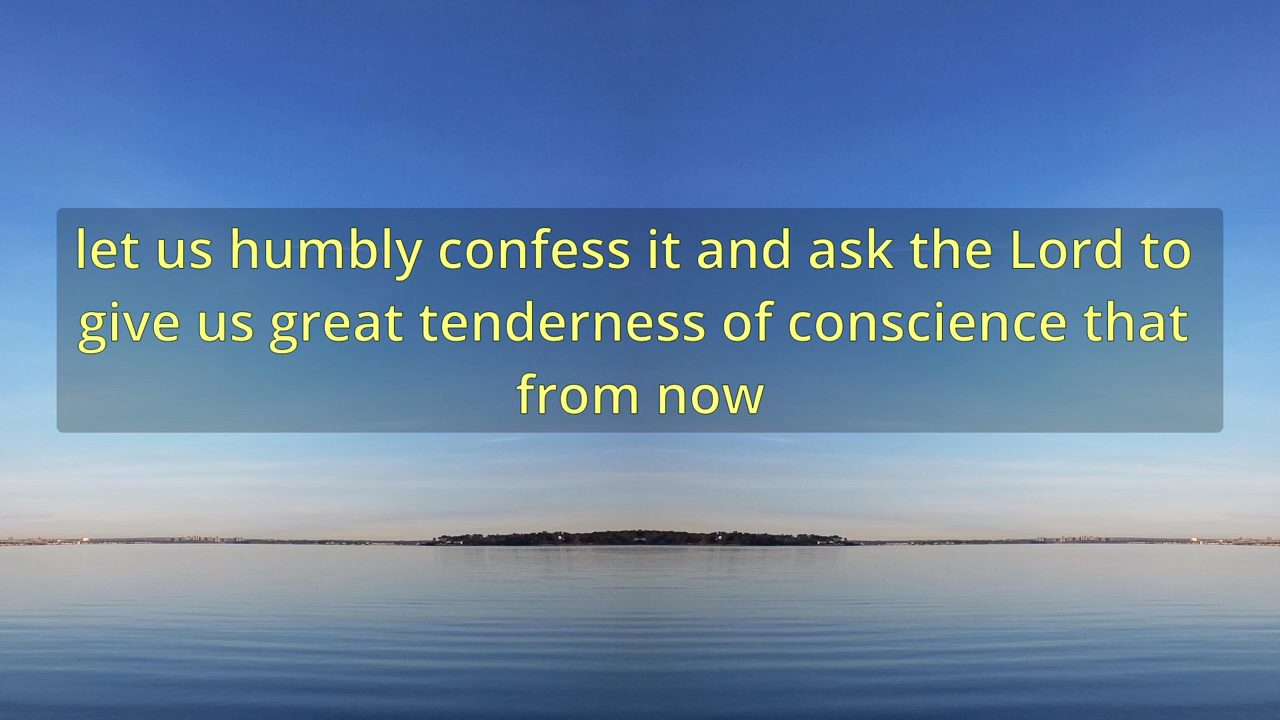 let us humbly confess it and ask the Lord to
give us great tenderness of conscience that
from now